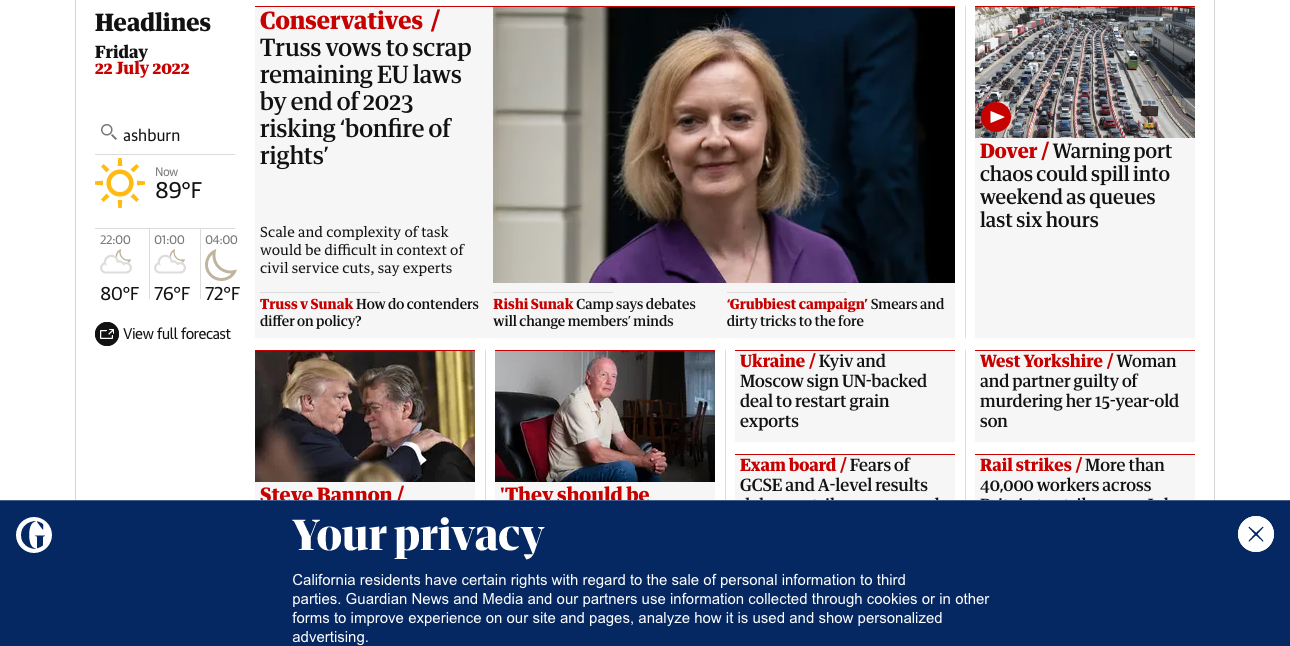 Headlines
Friday
22 July 2022
ashburn
Now
89°F
22:00
01:00
04:00
80°F
76°F
72°F
View full forecast
Conservatives /
Truss vows to scrap
remaining EU laws
by end of 2023
risking ‘bonfire of
rights’
Scale and complexity of task
would be difficult in context of
civil service cuts, say experts
Truss v Sunak How do contenders
differ on policy?
Rishi Sunak Camp says debates
will change members’ minds
‘Grubbiest campaign’ Smears and
dirty tricks to the fore
Dover / Warning port
chaos could spill into
weekend as queues
last six hours
Steve Bannon /
'They should be
Ukraine / Kyiv and
Moscow sign UN-backed
deal to restart grain
exports
Exam board / Fears of
GCSE and A-level results
West Yorkshire / Woman
and partner guilty of
murdering her 15-year-old
son
Rail strikes / More than
40,000 workers across
Your privacy
California residents have certain rights with regard to the sale of personal information to third
parties. Guardian News and Media and our partners use information collected through cookies or in other
forms to improve experience on our site and pages, analyze how it is used and show personalized
advertising.